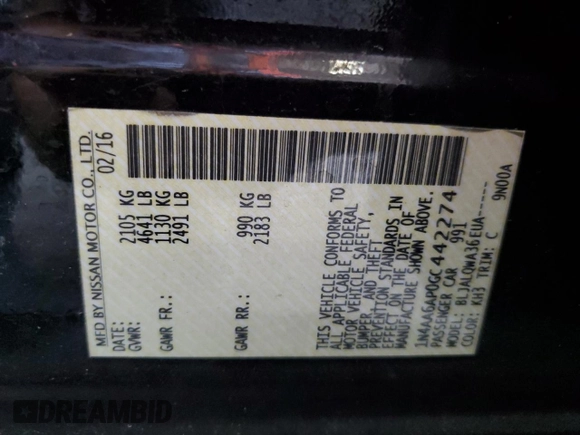 MFD BY NISSAN MOTOR CO., LTD.
DATE: 02/16
GVWR: 2105 KG
4641 LB
GAWR FR: 1130 KG
2491 LB
GAWR RR: 990 KG
2183 LB
THIS VEHICLE CONFORMS TO
ALL APPLICABLE FEDERAL
MOTOR VEHICLE SAFETY,
BUMPER, AND THEFT
PREVENTION STANDARDS IN
EFFECT ON THE DATE OF
MANUFACTURE SHOWN ABOVE.
1N4AA6AP0GC442274
PASSENGER CAR 991
MODEL: BLJALOWA36EUA-----
COLOR: KH3 TRIM: C 9N00A
DREAMBID